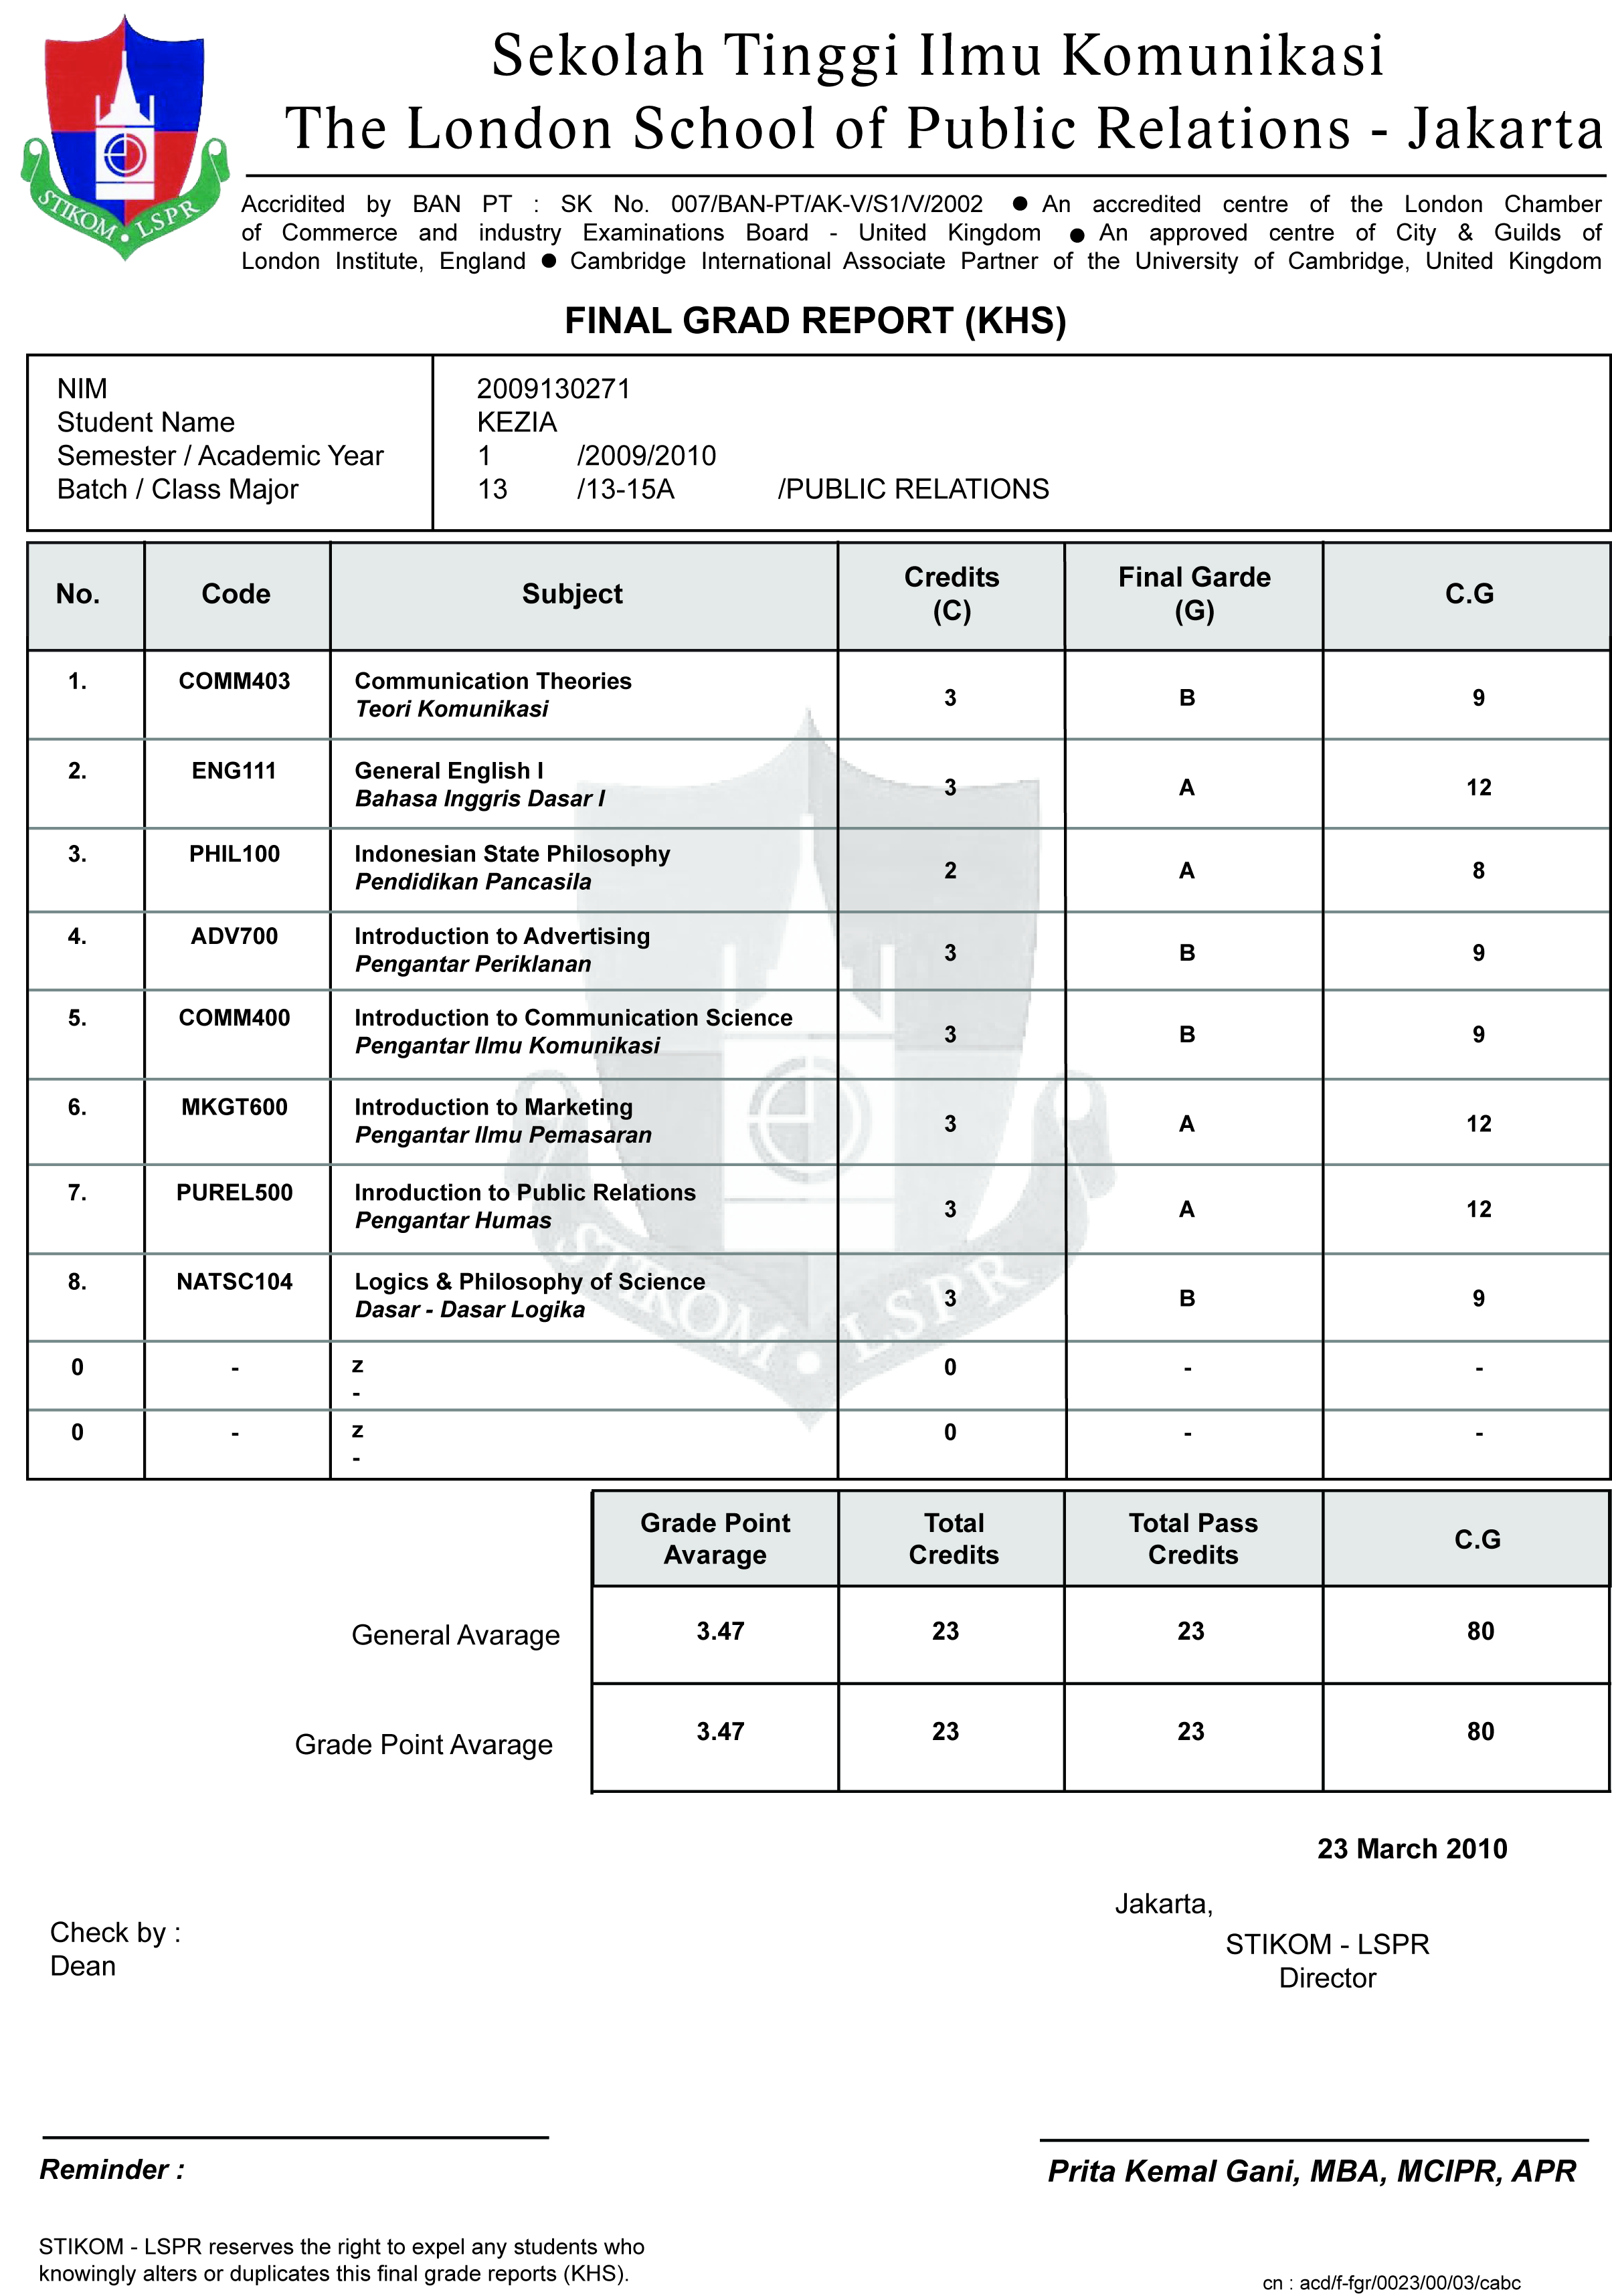 Sekolah Tinggi Ilmu Komunikasi
The London School of Public Relations - Jakarta
STIKOM • LSPR
Accridited by BAN PT : SK No. 007/BAN-PT/AK-V/S1/V/2002 ● An accredited centre of the London Chamber
of Commerce and industry Examinations Board - United Kingdom ● An approved centre of City & Guilds of
London Institute, England ● Cambridge International Associate Partner of the University of Cambridge, United Kingdom
FINAL GRAD REPORT (KHS)
NIM 2009130271
Student Name KEZIA
Semester / Academic Year 1 /2009/2010
Batch / Class Major 13 /13-15A /PUBLIC RELATIONS
No. Code Subject Credits (C) Final Garde (G) C.G
1. COMM403 Communication Theories 3 B 9
Teori Komunikasi
2. ENG111 General English I 3 A 12
Bahasa Inggris Dasar I
3. PHIL100 Indonesian State Philosophy 2 A 8
Pendidikan Pancasila
4. ADV700 Introduction to Advertising 3 B 9
Pengantar Periklanan
5. COMM400 Introduction to Communication Science 3 B 9
Pengantar Ilmu Komunikasi
6. MKGT600 Introduction to Marketing 3 A 12
Pengantar Ilmu Pemasaran
7. PUREL500 Inroduction to Public Relations 3 A 12
Pengantar Humas
8. NATSC104 Logics & Philosophy of Science 3 B 9
Dasar - Dasar Logika
STIKOM • LSPR
0 - z 0 - -
-
0 - z 0 - -
-
Grade Point Avarage Total Credits Total Pass Credits C.G
General Avarage 3.47 23 23 80
Grade Point Avarage 3.47 23 23 80
23 March 2010
Jakarta,
Check by :
Dean
STIKOM - LSPR
Director
Reminder :
Prita Kemal Gani, MBA, MCIPR, APR
STIKOM - LSPR reserves the right to expel any students who
knowingly alters or duplicates this final grade reports (KHS).
cn : acd/f-fgr/0023/00/03/cabc